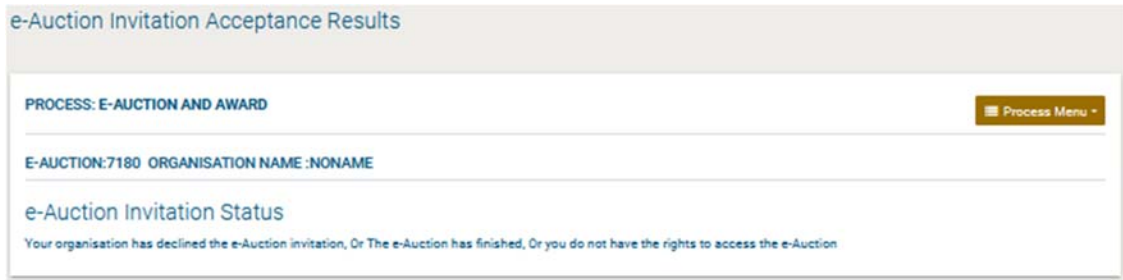 e-Auction Invitation Acceptance Results
PROCESS: E-AUCTION AND AWARD
Process Menu
E-AUCTION:7180 ORGANISATION NAME :NONAME
e-Auction Invitation Status
Your organisation has declined the e-Auction invitation, Or The e-Auction has finished, Or you do not have the rights to access the e-Auction